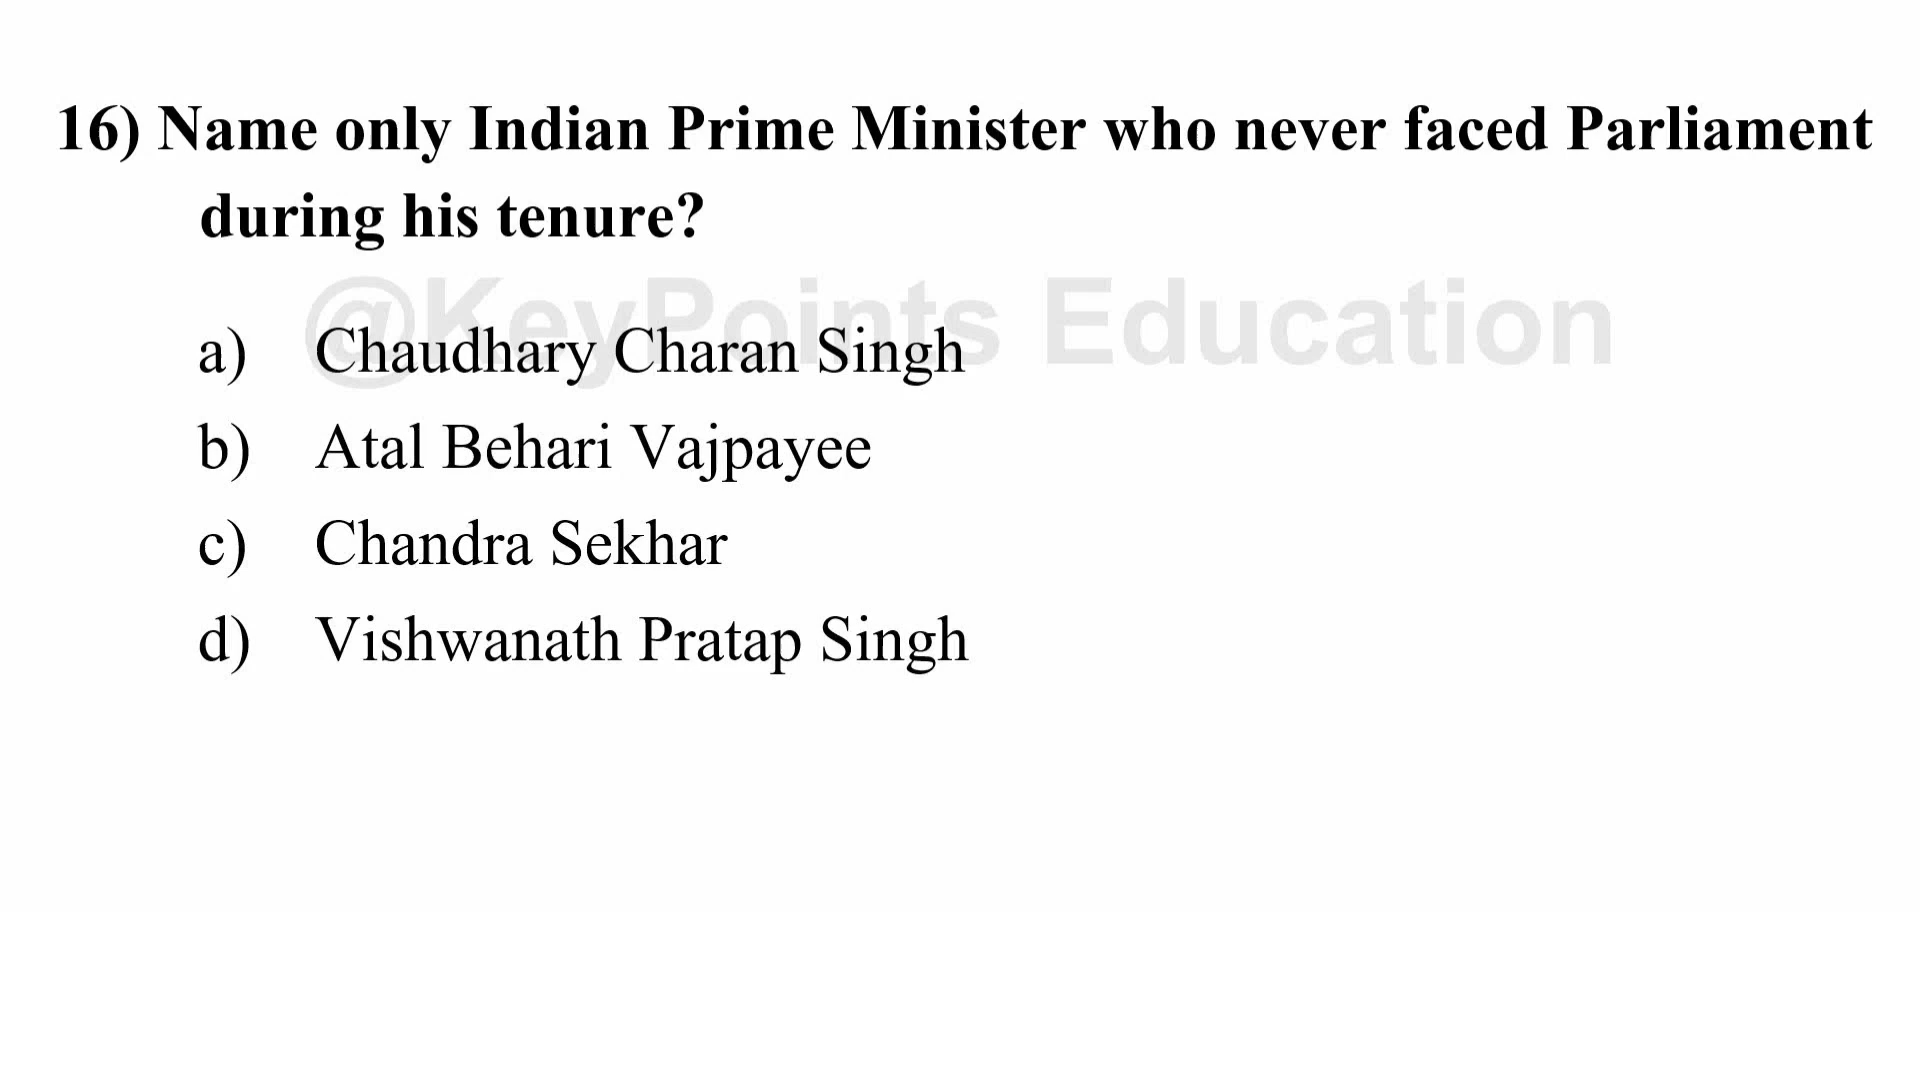 16) Name only Indian Prime Minister who never faced Parliament
during his tenure?
@KeyPoints Education
a) Chaudhary Charan Singh
b) Atal Behari Vajpayee
c) Chandra Sekhar
d) Vishwanath Pratap Singh